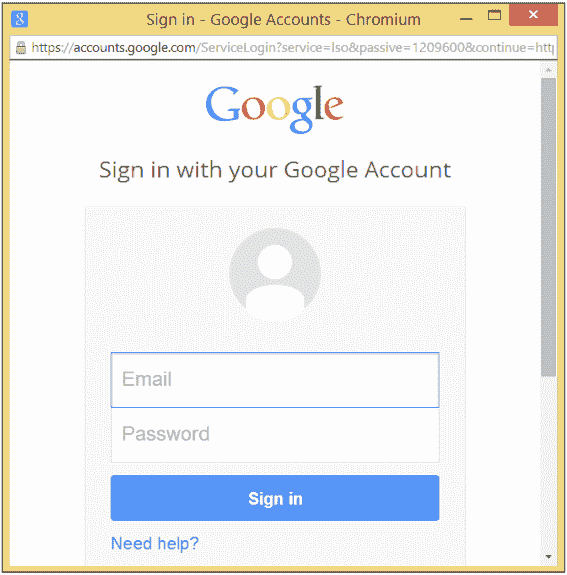 Sign in - Google Accounts - Chromium
https://accounts.google.com/ServiceLogin?service=lso&passive=1209600&continue=http
Google
Sign in with your Google Account
Email
Password
Sign in
Need help?